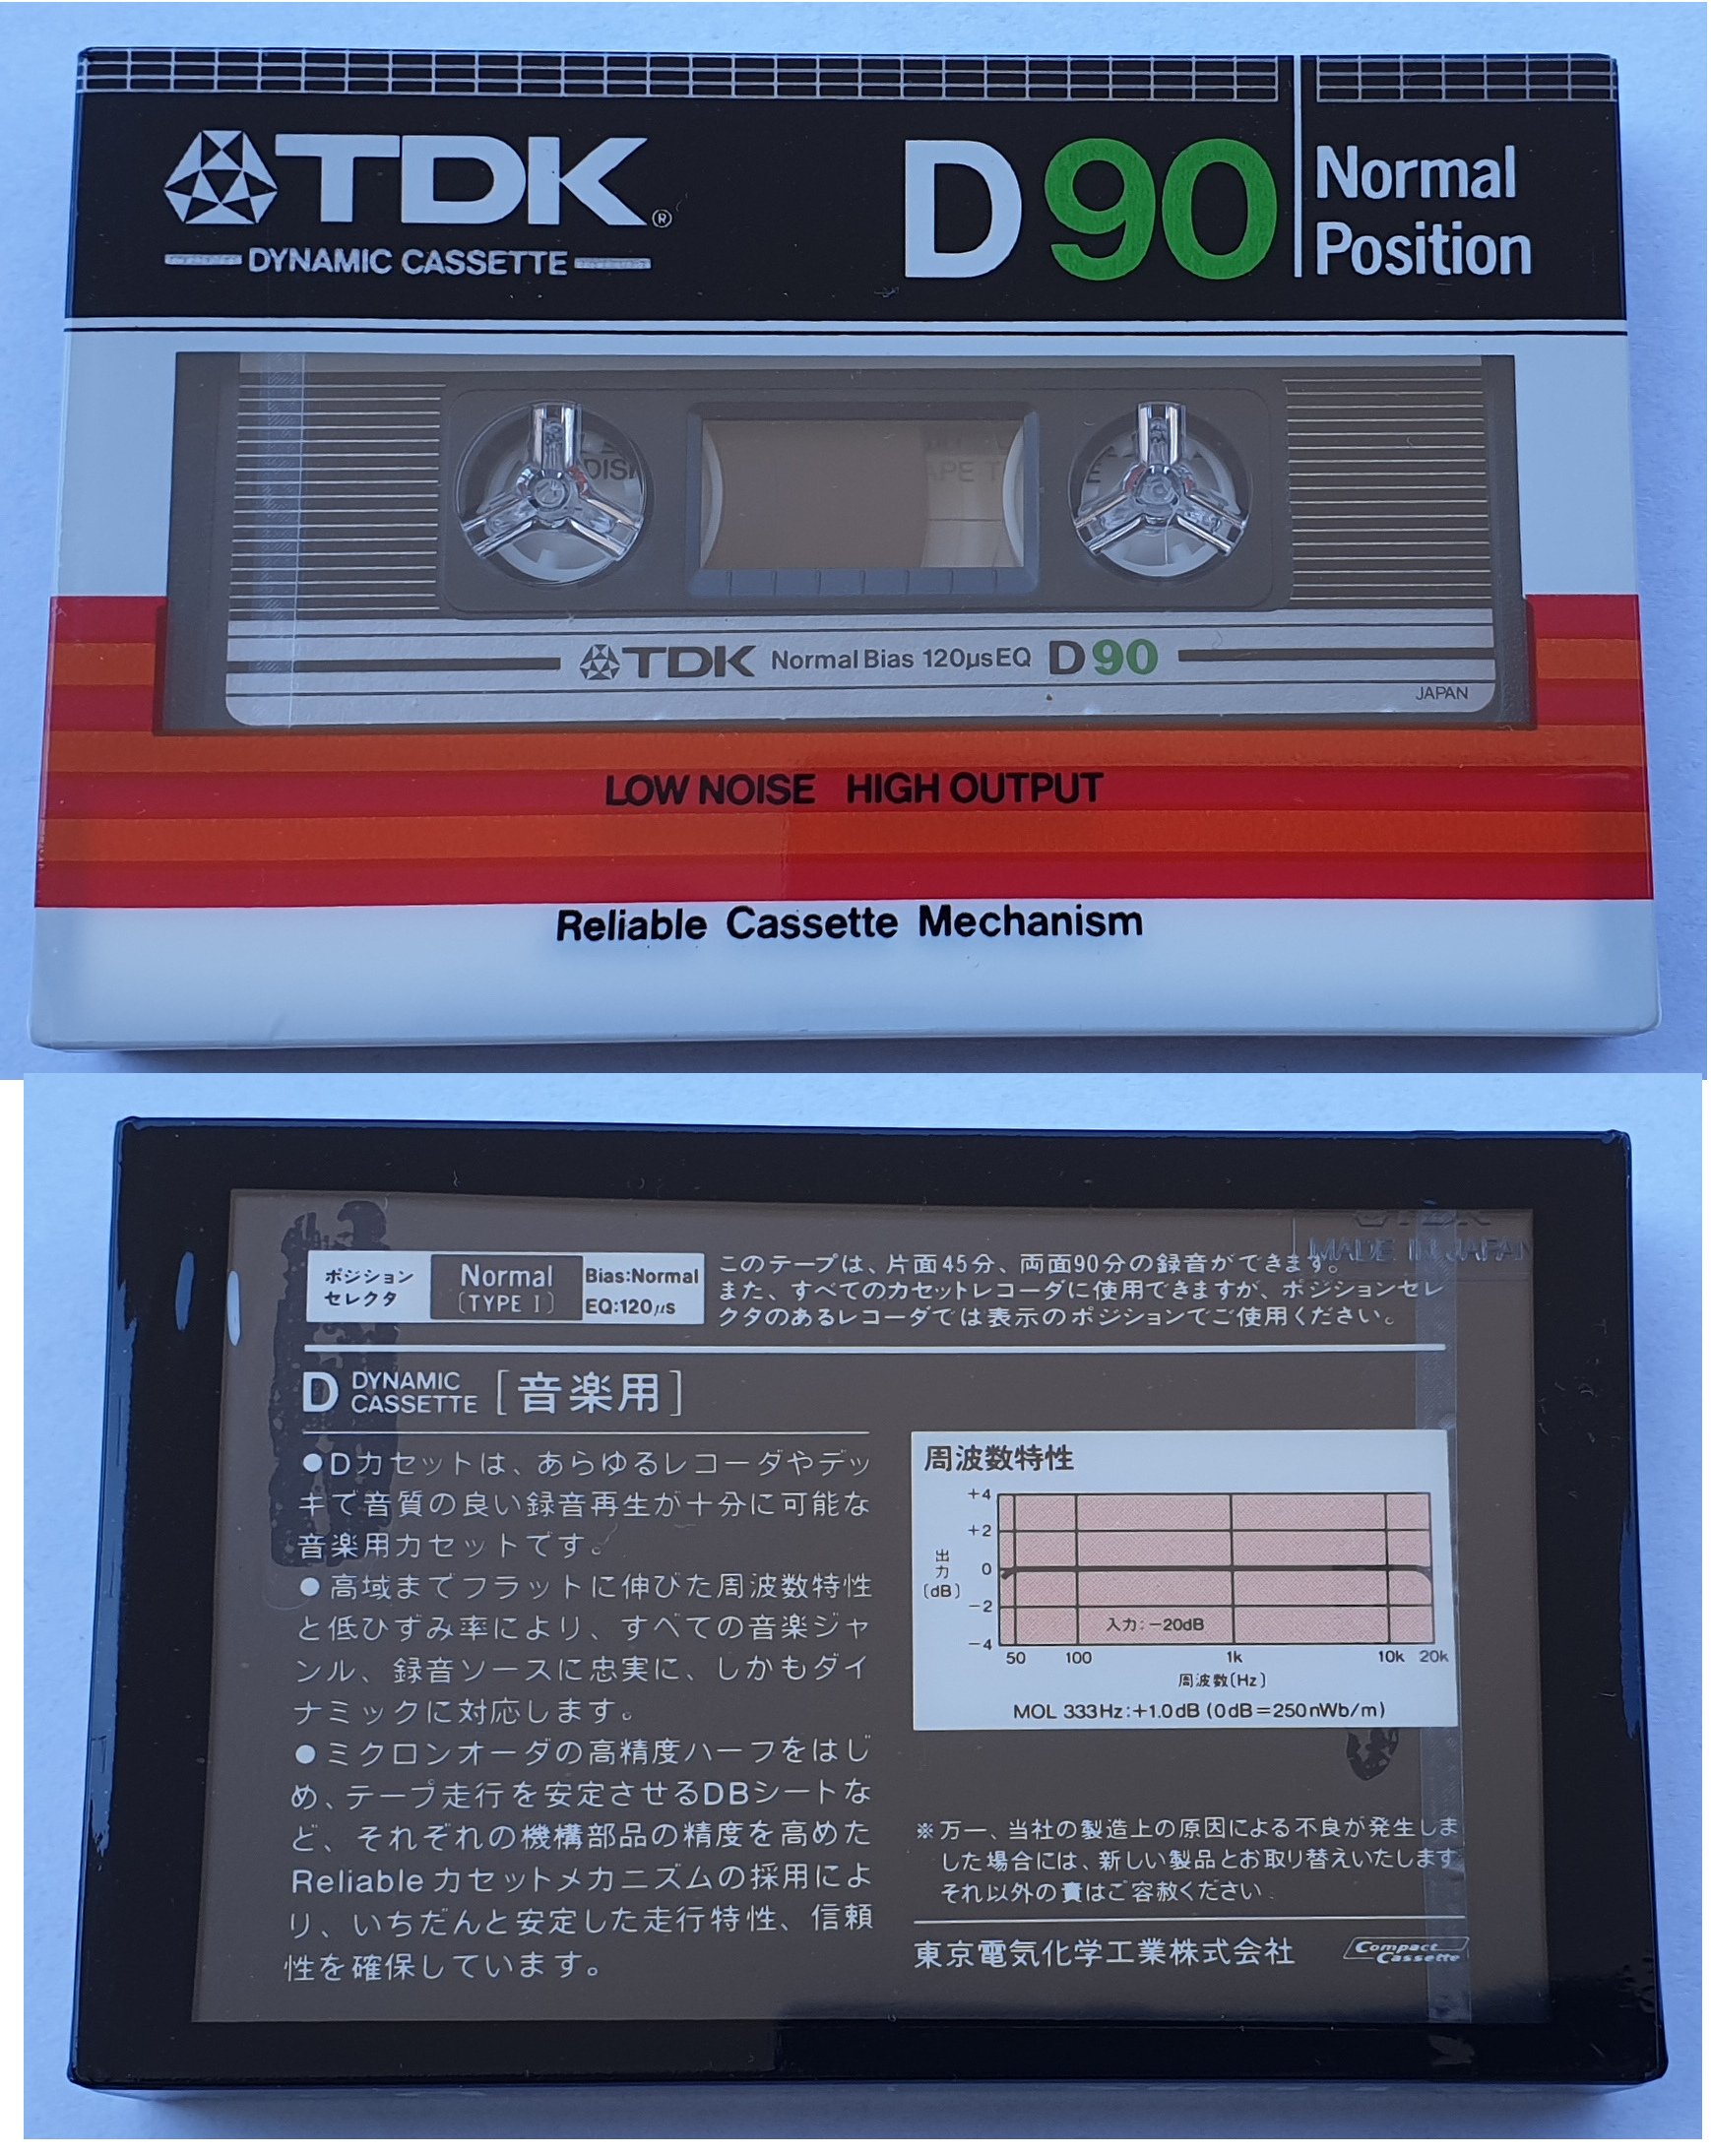 TDK®
DYNAMIC CASSETTE
D90
Normal
Position
DISK
APE T
E
TDK Normal Bias 120μsEQ D90
JAPAN
LOW NOISE HIGH OUTPUT
Reliable Cassette Mechanism
TDK
MADE IN JAPAN
ポジション
セレクタ
Normal
(TYPE I)
Bias:Normal
EQ:120μs
このテープは、片面45分、両面90分の録音ができます。
また、すべてのカセットレコーダに使用できますが、ポジションセレ
クタのあるレコーダでは表示のポジションでご使用ください。
D DYNAMIC
CASSETTE [音楽用]
●Dカセットは、あらゆるレコーダやデッ
キで音質の良い録音再生が十分に可能な
音楽用カセットです。
●高域までフラットに伸びた周波数特性
と低ひずみ率により、すべての音楽ジャ
ンル、録音ソースに忠実に、しかもダイ
ナミックに対応します。
●ミクロンオーダの高精度ハーフをはじ
め、テープ走行を安定させるDBシートな
ど、それぞれの機構部品の精度を高めた
Reliableカセットメカニズムの採用によ
り、いちだんと安定した走行特性、信頼
性を確保しています。
周波数特性
+4
+2
0
-2
-4
出力
(dB)
入力:-20dB
50 100 1k 10k 20k
周波数(Hz)
MOL 333Hz:+1.0dB (0dB=250nWb/m)
※万一、当社の製造上の原因による不良が発生しま
した場合には、新しい製品とお取り替えいたします
それ以外の責はご容赦ください.
東京電気化学工業株式会社
Compact
Cassette